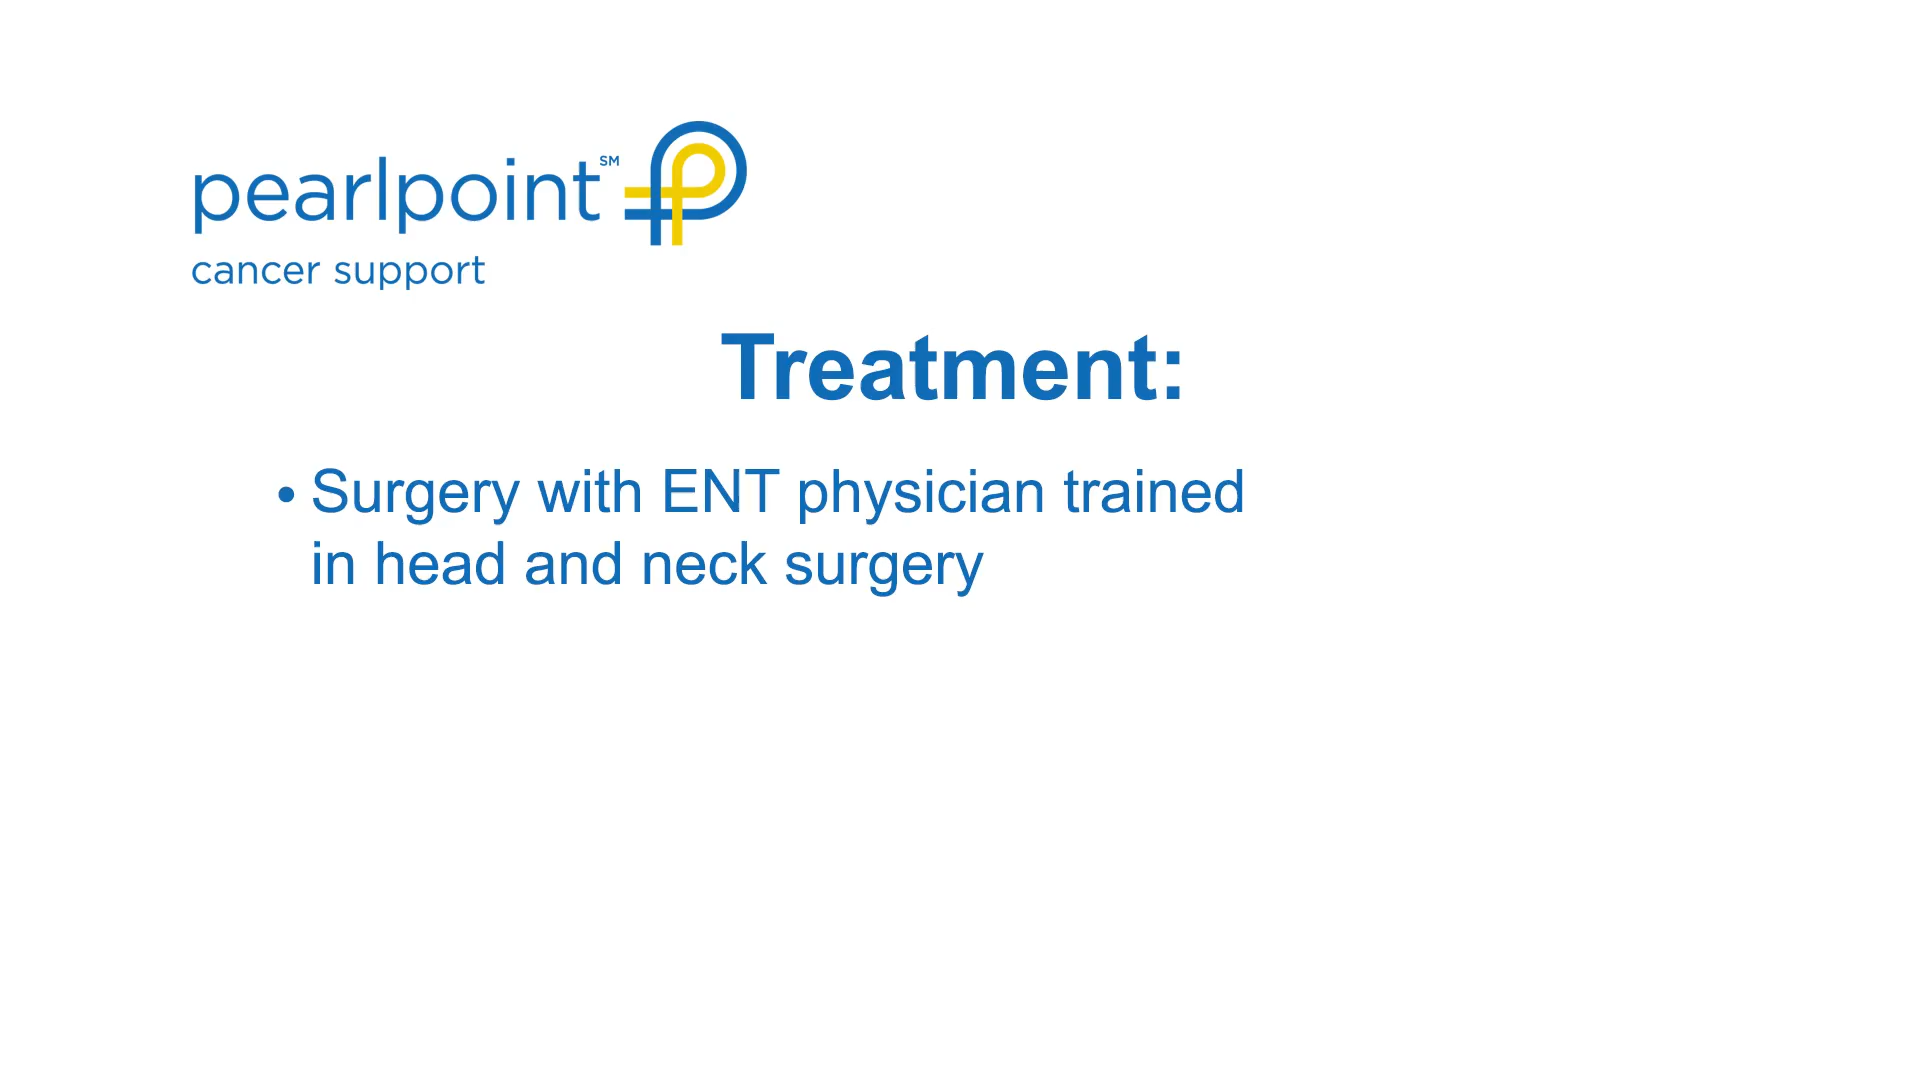 pearlpoint℠
cancer support
Treatment:
• Surgery with ENT physician trained
in head and neck surgery